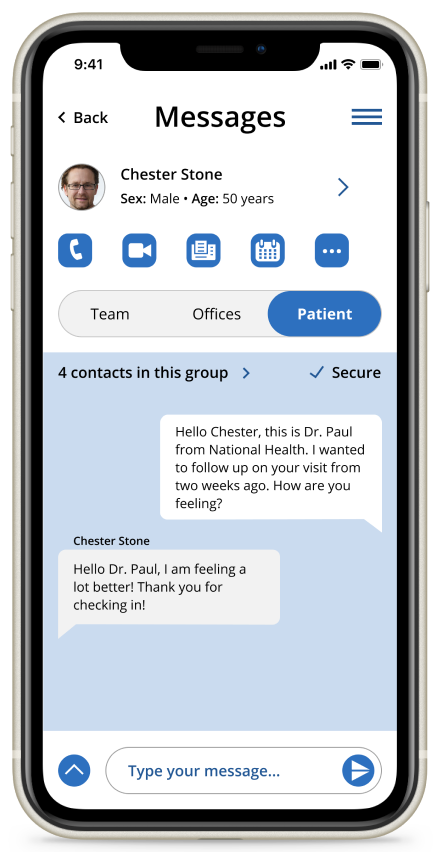 9:41
Back
Messages
Chester Stone
Sex: Male • Age: 50 years
Team
Offices
Patient
4 contacts in this group
Secure
Hello Chester, this is Dr. Paul
from National Health. I wanted
to follow up on your visit from
two weeks ago. How are you
feeling?
Chester Stone
Hello Dr. Paul, I am feeling a
lot better! Thank you for
checking in!
Type your message...